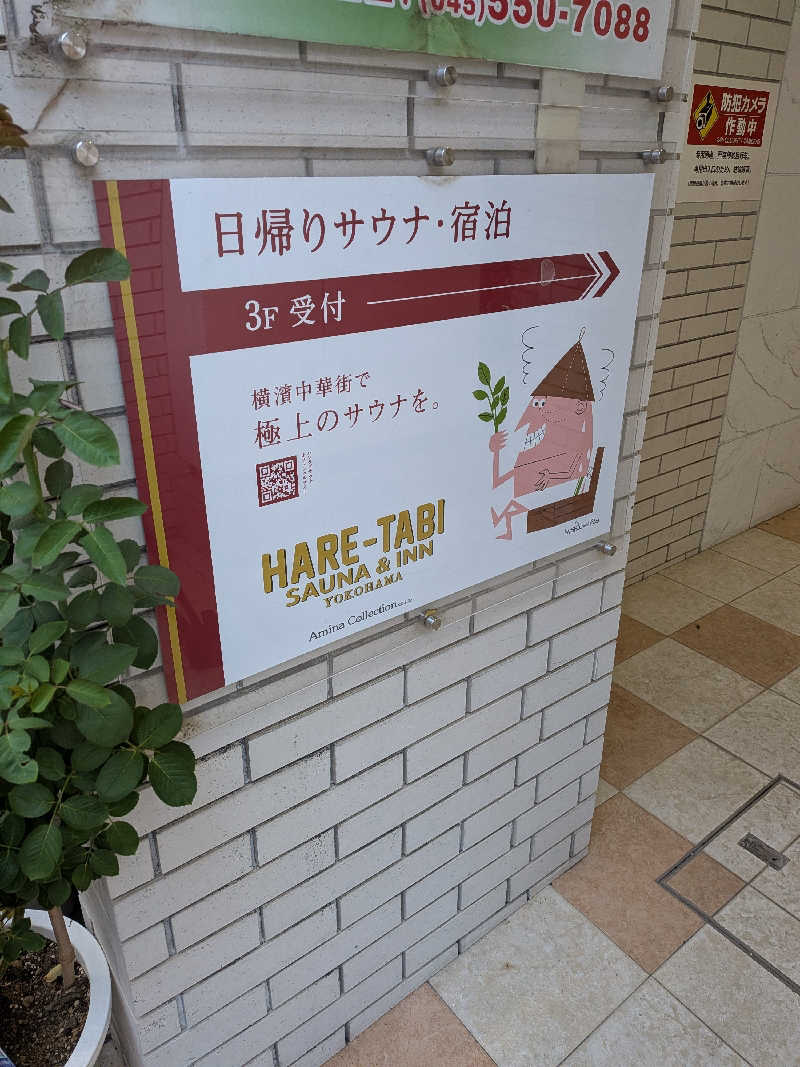 (045)550-7088
防犯カメラ
作動中
日帰りサウナ・宿泊
3F 受付
横濱中華街で
極上のサウナを。
HARE-TABI
SAUNA & INN
YOKOHAMA
Amina Collection